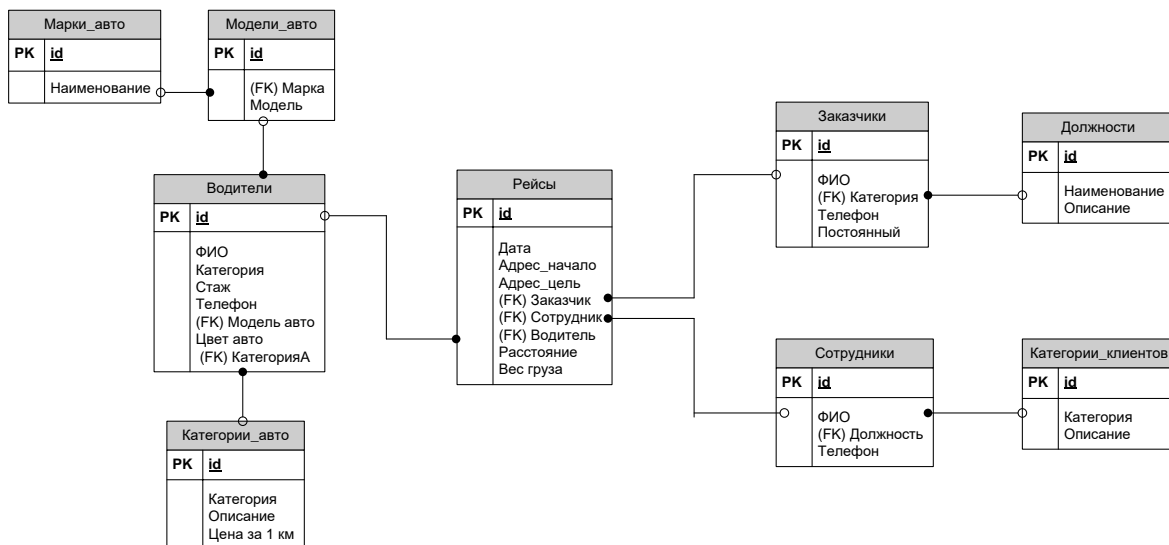 Марки_авто
PK id
Наименование
Модели_авто
PK id
(FK) Марка
Модель
Водители
PK id
ФИО
Категория
Стаж
Телефон
(FK) Модель авто
Цвет авто
(FK) КатегорияА
Категории_авто
PK id
Категория
Описание
Цена за 1 км
Рейсы
PK id
Дата
Адрес_начало
Адрес_цель
(FK) Заказчик
(FK) Сотрудник
(FK) Водитель
Расстояние
Вес груза
Заказчики
PK id
ФИО
(FK) Категория
Телефон
Постоянный
Должности
PK id
Наименование
Описание
Сотрудники
PK id
ФИО
(FK) Должность
Телефон
Категории_клиентов
PK id
Категория
Описание